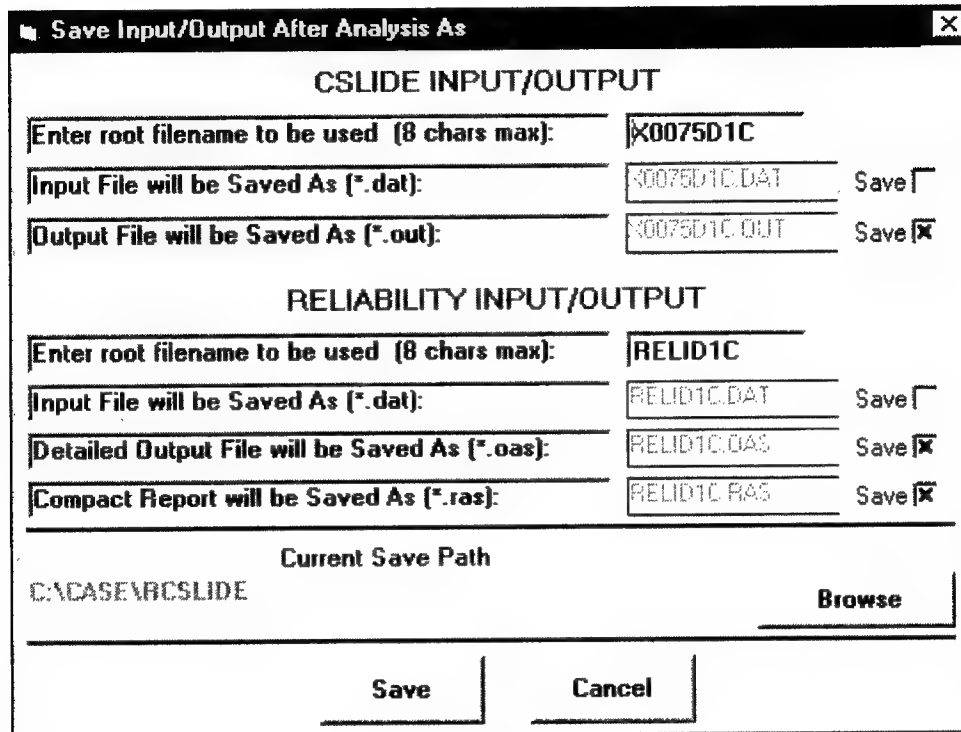 Save Input/Output After Analysis As
CSLIDE INPUT/OUTPUT
Enter root filename to be used (8 chars max): X0075D1C
Input File will be Saved As (*.dat): X0075D1C.DAT Save
Output File will be Saved As (*.out): X0075D1C.OUT Save
RELIABILITY INPUT/OUTPUT
Enter root filename to be used (8 chars max): RELID1C
Input File will be Saved As (*.dat): RELID1C.DAT Save
Detailed Output File will be Saved As (*.oas): RELID1C.OAS Save
Compact Report will be Saved As (*.ras): RELID1C.RAS Save
Current Save Path
C:\CASE\RCSLIDE
Browse
Save Cancel